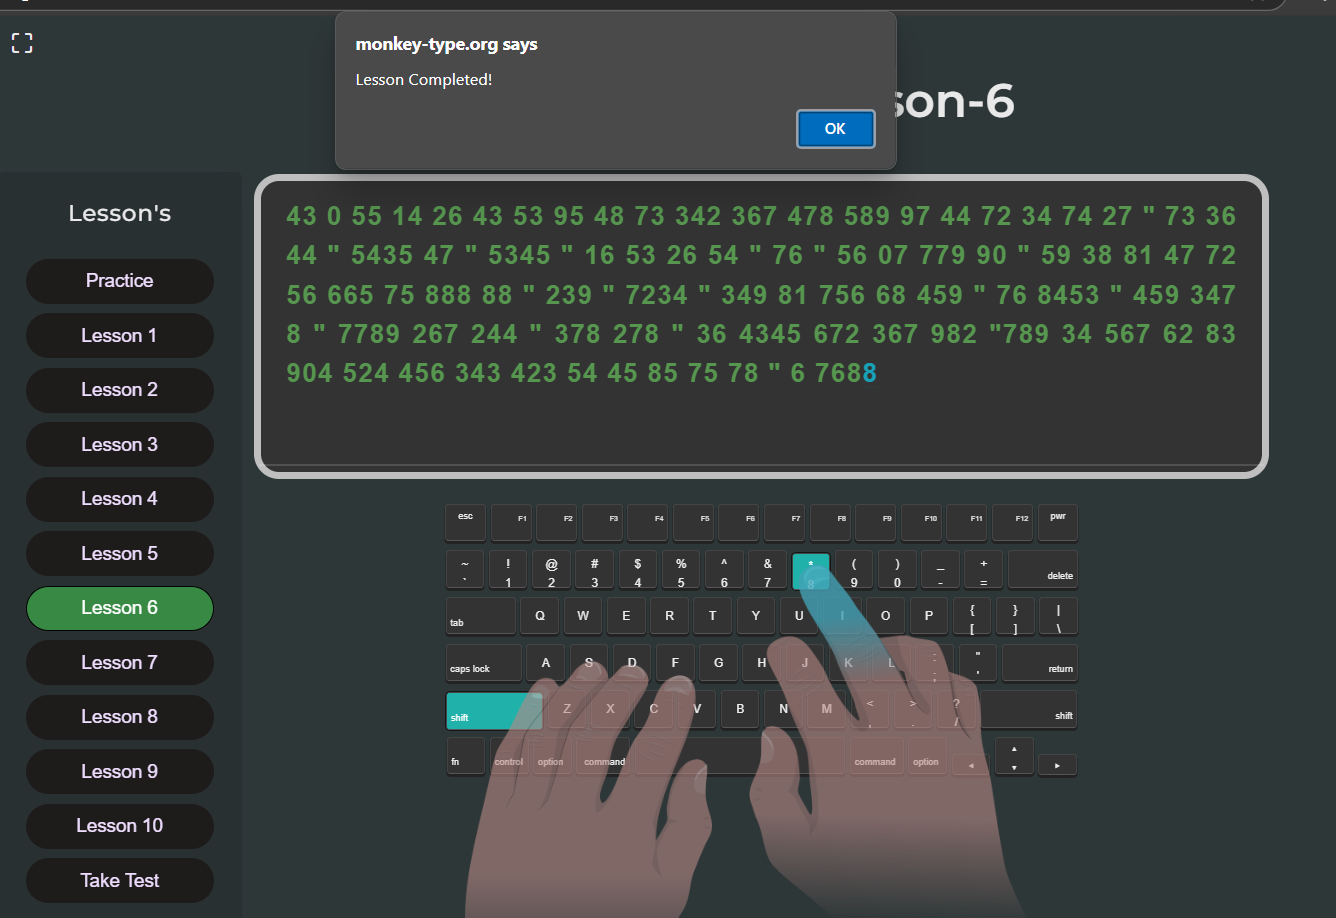 monkey-type.org says
Lesson Completed!
OK
son-6
Lesson's
Practice
Lesson 1
Lesson 2
Lesson 3
Lesson 4
Lesson 5
Lesson 6
Lesson 7
Lesson 8
Lesson 9
Lesson 10
Take Test
43 0 55 14 26 43 53 95 48 73 342 367 478 589 97 44 72 34 74 27 " 73 36
44 " 5435 47 " 5345 " 16 53 26 54 " 76 " 56 07 779 90 " 59 38 81 47 72
56 665 75 888 88 " 239 " 7234 " 349 81 756 68 459 " 76 8453 " 459 347
8 " 7789 267 244 " 378 278 " 36 4345 672 367 982 "789 34 567 62 83
904 524 456 343 423 54 45 85 75 78 " 6 7688
esc F1 F2 F3 F4 F5 F6 F7 F8 F9 F10 F11 F12 pwr
~ ! @ # $ % ^ & * ( ) _ +
` 1 2 3 4 5 6 7 8 9 0 - = delete
tab Q W E R T Y U I O P { [ } ] | \
caps lock A S D F G H J K L : ; " ' return
shift Z X C V B N M < , > . ? / shift
fn control option command command option ◄ ▲ ▼ ►